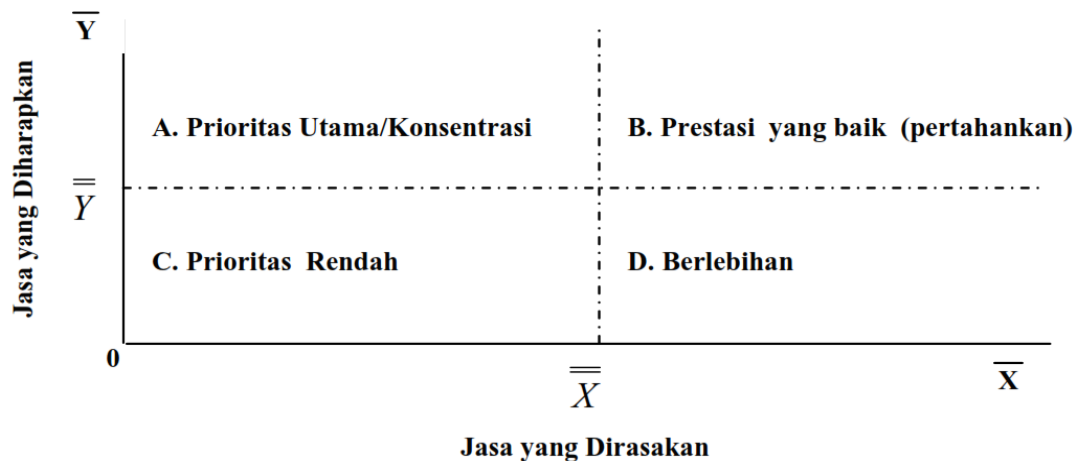 Y̅
Jasa yang Diharapkan
A. Prioritas Utama/Konsentrasi
B. Prestasi yang baik (pertahankan)
Y̿
C. Prioritas Rendah
D. Berlebihan
0
X̿
X̅
Jasa yang Dirasakan